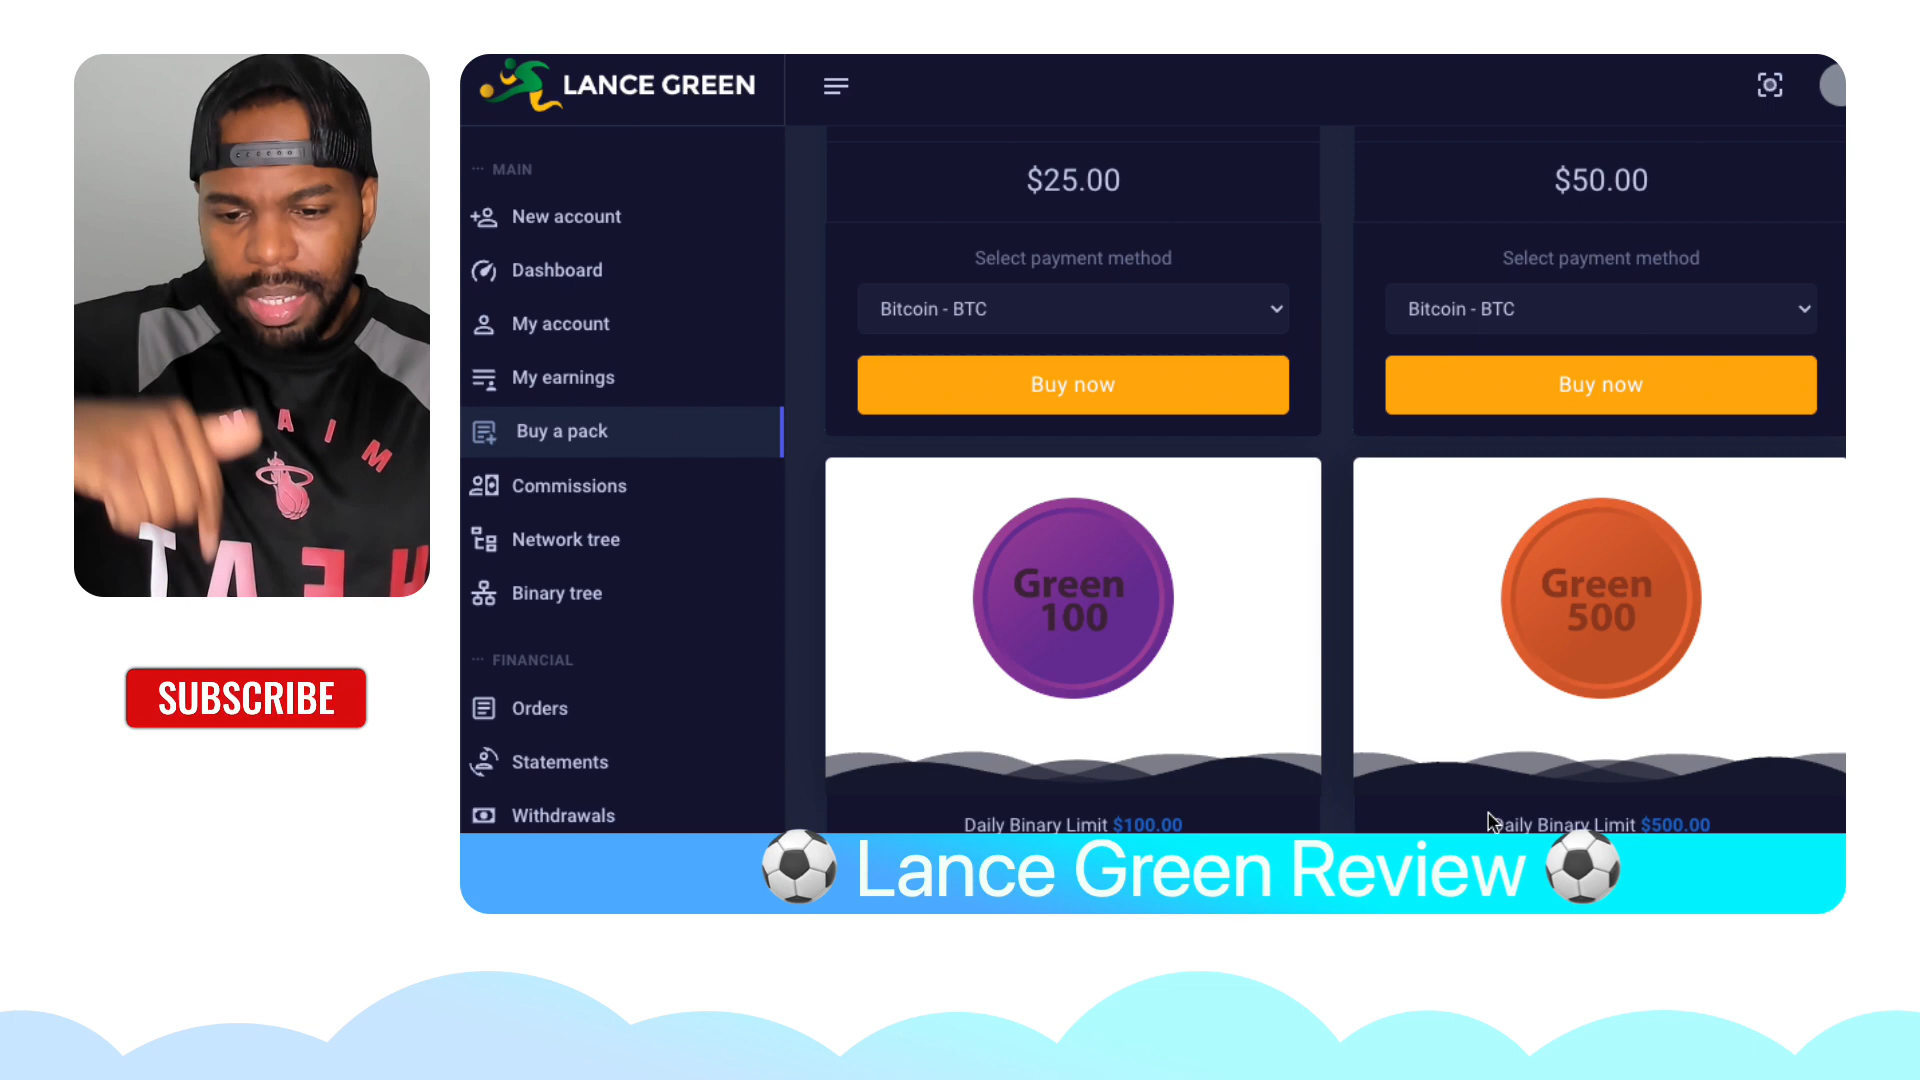 MIAMI
HEAT
SUBSCRIBE
LANCE GREEN
MAIN
New account
Dashboard
My account
My earnings
Buy a pack
Commissions
Network tree
Binary tree
FINANCIAL
Orders
Statements
Withdrawals
$25.00
Select payment method
Bitcoin - BTC
Buy now
$50.00
Select payment method
Bitcoin - BTC
Buy now
Green
100
Daily Binary Limit $100.00
Green
500
Daily Binary Limit $500.00
⚽ Lance Green Review ⚽